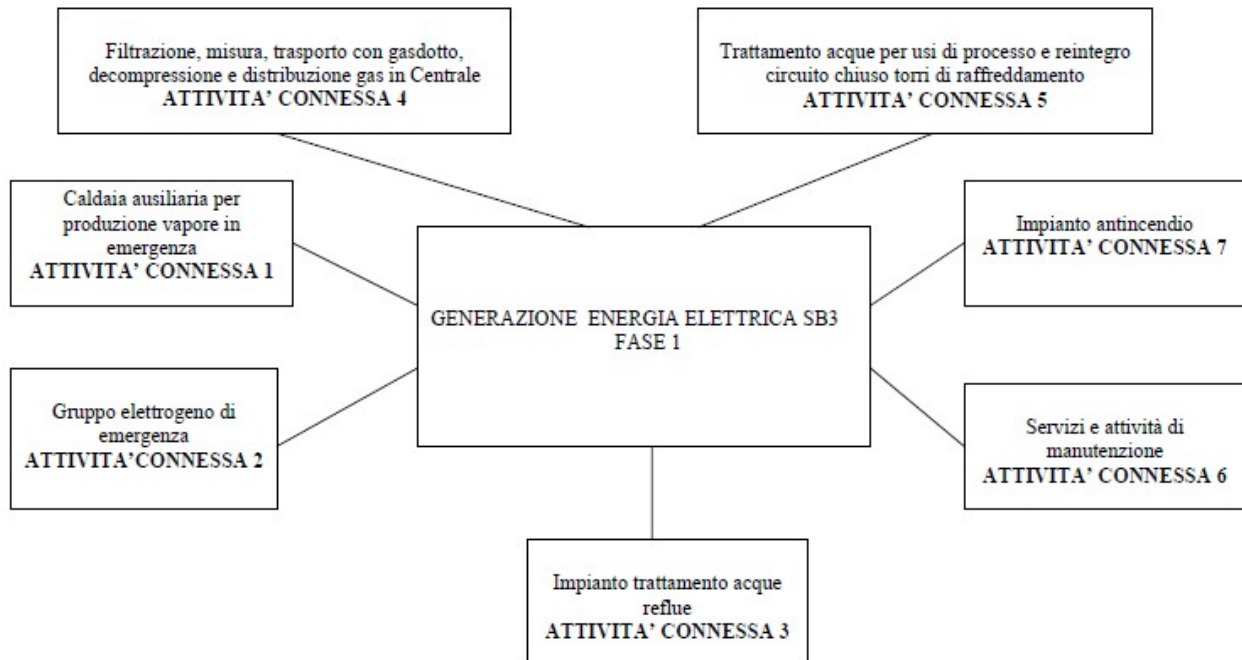 Filtrazione, misura, trasporto con gasdotto,
decompressione e distribuzione gas in Centrale
ATTIVITA’ CONNESSA 4
Trattamento acque per usi di processo e reintegro
circuito chiuso torri di raffreddamento
ATTIVITA’ CONNESSA 5
Caldaia ausiliaria per
produzione vapore in
emergenza
ATTIVITA’ CONNESSA 1
Impianto antincendio
ATTIVITA’ CONNESSA 7
GENERAZIONE ENERGIA ELETTRICA SB3
FASE 1
Gruppo elettrogeno di
emergenza
ATTIVITA’CONNESSA 2
Servizi e attività di
manutenzione
ATTIVITA’ CONNESSA 6
Impianto trattamento acque
reflue
ATTIVITA’ CONNESSA 3